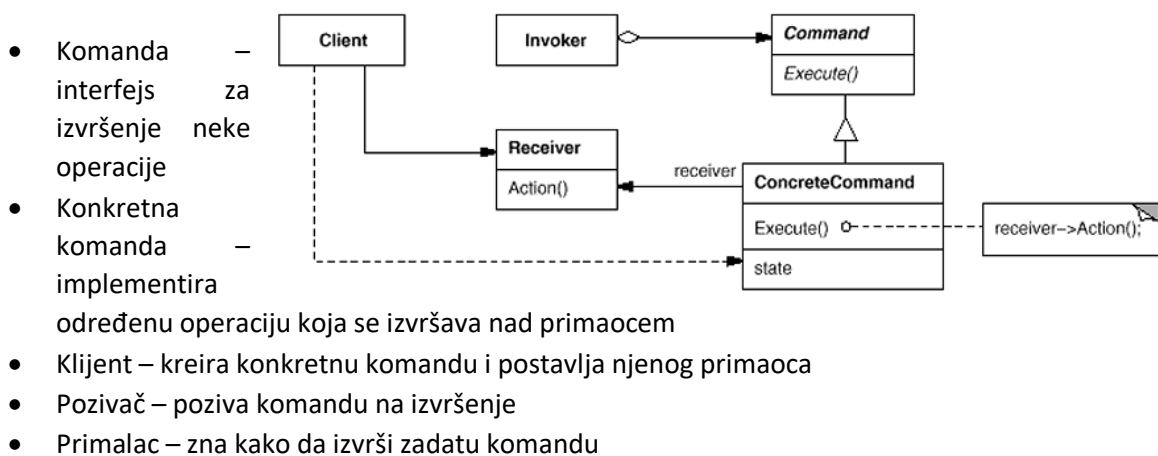 • Komanda –
interfejs za
izvršenje neke
operacije
• Konkretna
komanda –
implementira
određenu operaciju koja se izvršava nad primaocem
• Klijent – kreira konkretnu komandu i postavlja njenog primaoca
• Pozivač – poziva komandu na izvršenje
• Primalac – zna kako da izvrši zadatu komandu
Client
Invoker
Command
Execute()
Receiver
Action()
receiver
ConcreteCommand
Execute()
state
receiver–>Action();